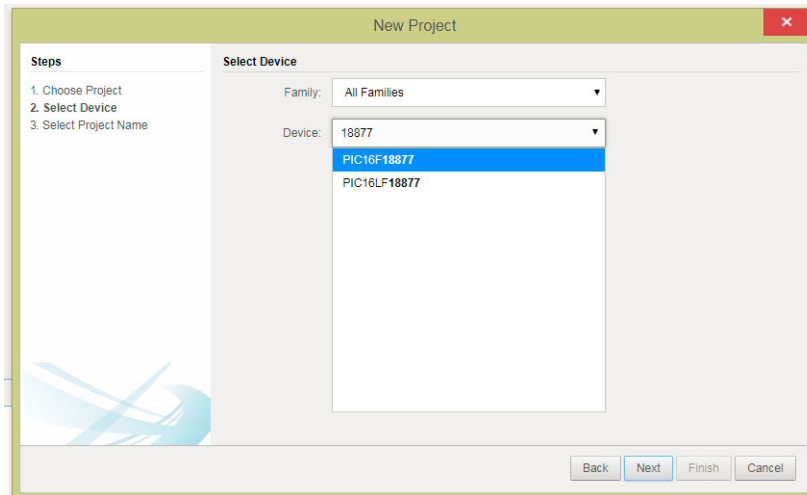 New Project
Steps
1. Choose Project
2. Select Device
3. Select Project Name
Select Device
Family: All Families
Device: 18877
PIC16F18877
PIC16LF18877
Back Next Finish Cancel